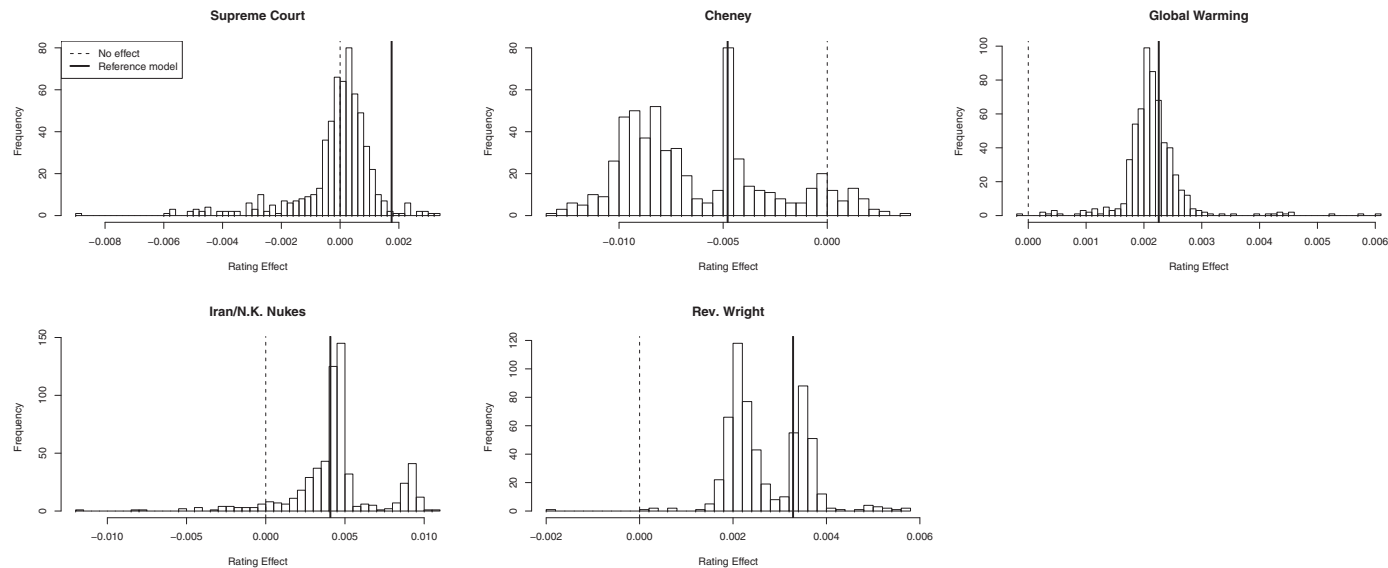 Supreme Court
No effect
Reference model
Frequency
0 20 40 60 80
−0.008 −0.006 −0.004 −0.002 0.000 0.002
Rating Effect
Cheney
Frequency
0 20 40 60 80
−0.010 −0.005 0.000
Rating Effect
Global Warming
Frequency
0 20 40 60 80 100
0.000 0.001 0.002 0.003 0.004 0.005 0.006
Rating Effect
Iran/N.K. Nukes
Frequency
0 50 100 150
−0.010 −0.005 0.000 0.005 0.010
Rating Effect
Rev. Wright
Frequency
0 20 40 60 80 100 120
−0.002 0.000 0.002 0.004 0.006
Rating Effect